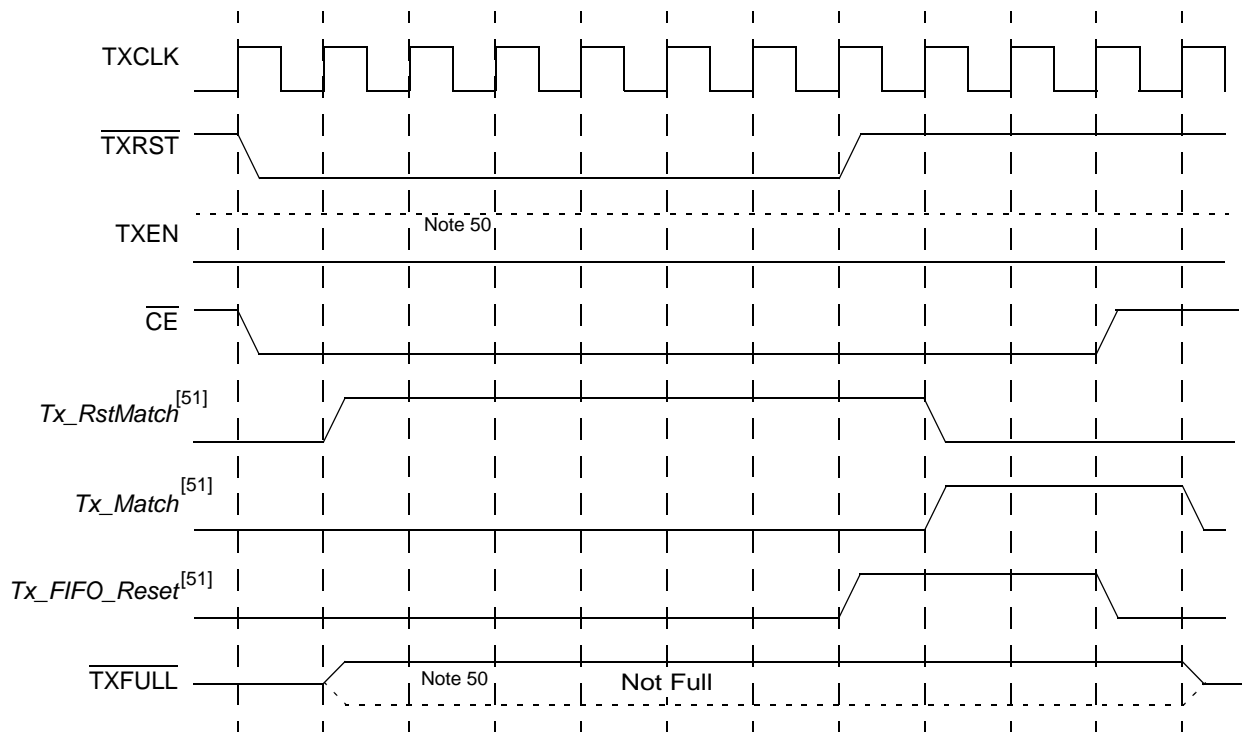 TXCLK
TXRST
TXEN
Note 50
CE
Tx_RstMatch[51]
Tx_Match[51]
Tx_FIFO_Reset[51]
TXFULL
Note 50
Not Full